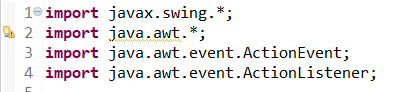 1 import javax.swing.*;
2 import java.awt.*;
3 import java.awt.event.ActionEvent;
4 import java.awt.event.ActionListener;
5